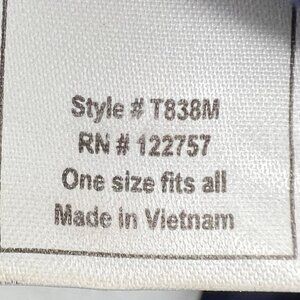 Style # T838M
RN # 122757
One size fits all
Made in Vietnam